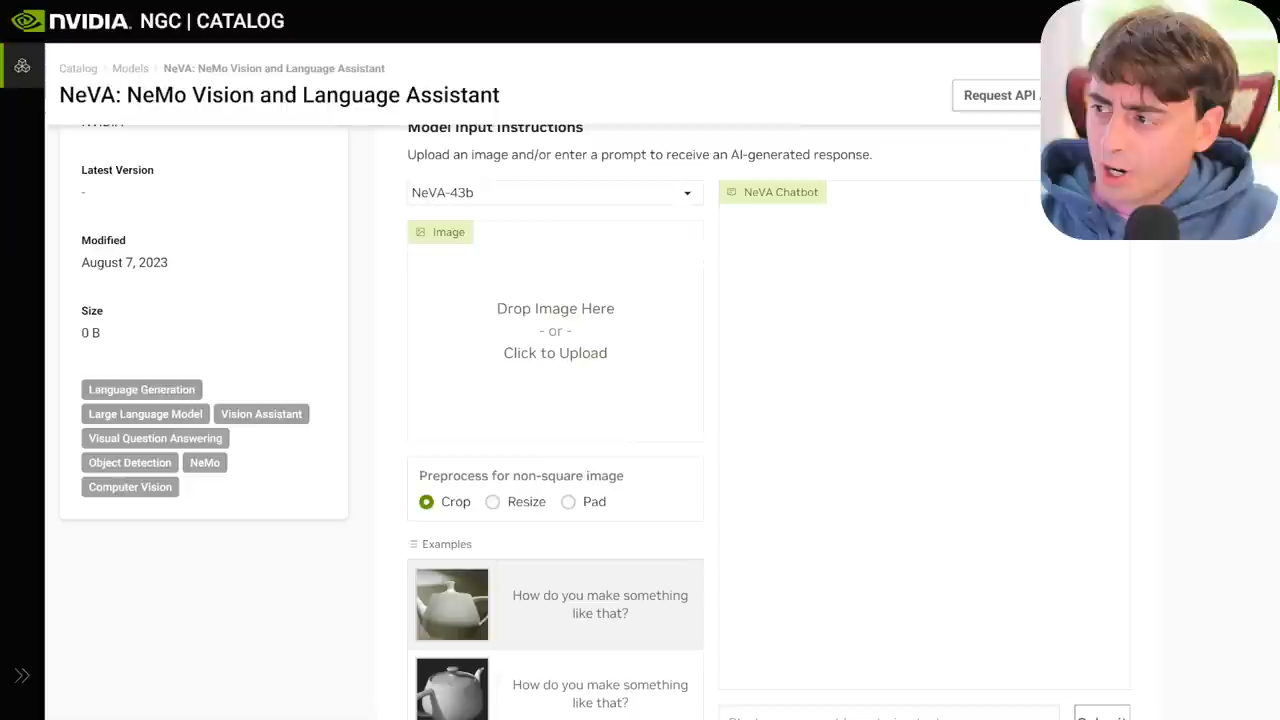 NVIDIA. NGC | CATALOG
Catalog
Models
NeVA: NeMo Vision and Language Assistant
NeVA: NeMo Vision and Language Assistant
Request API
NVIDIA
Latest Version
-
Modified
August 7, 2023
Size
0 B
Language Generation
Large Language Model
Vision Assistant
Visual Question Answering
Object Detection
NeMo
Computer Vision
Model Input Instructions
Upload an image and/or enter a prompt to receive an AI-generated response.
NeVA-43b
Image
Drop Image Here
- or -
Click to Upload
Preprocess for non-square image
Crop
Resize
Pad
Examples
How do you make something
like that?
How do you make something
like that?
NeVA Chatbot
Submit